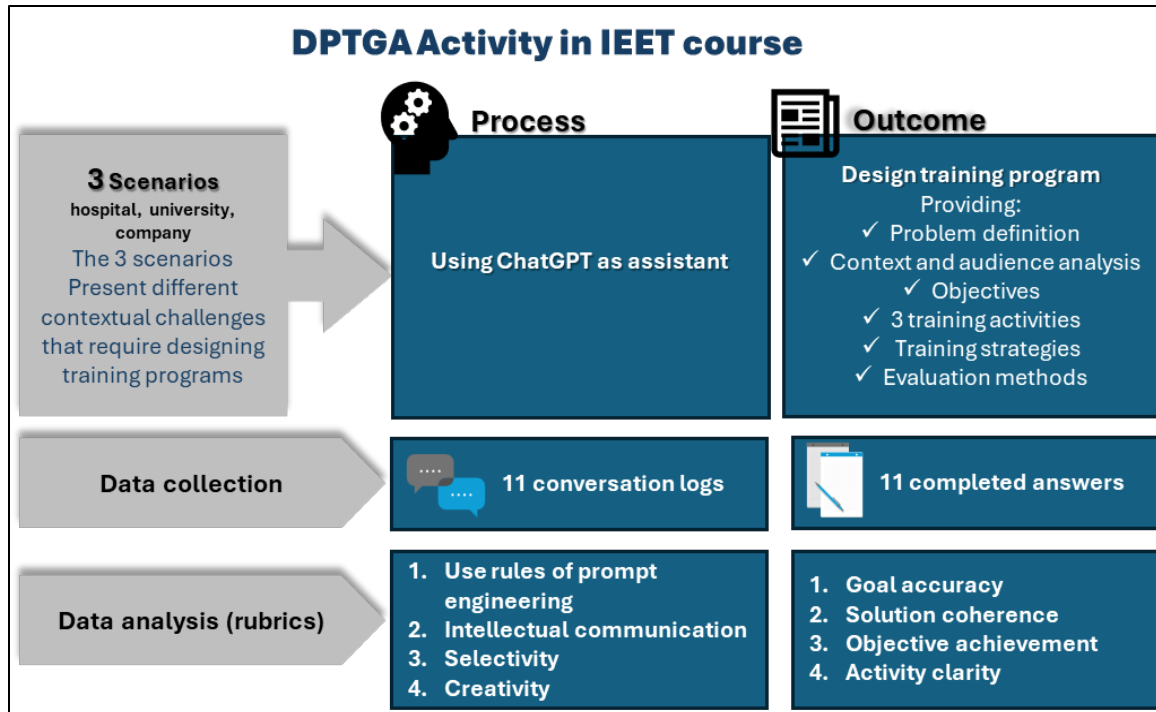 DPTGA Activity in IEET course
Process
Outcome
3 Scenarios
hospital, university,
company
The 3 scenarios
Present different
contextual challenges
that require designing
training programs
Using ChatGPT as assistant
Design training program
Providing:
✓ Problem definition
✓ Context and audience analysis
✓ Objectives
✓ 3 training activities
✓ Training strategies
✓ Evaluation methods
Data collection
11 conversation logs
11 completed answers
Data analysis (rubrics)
1. Use rules of prompt
engineering
2. Intellectual communication
3. Selectivity
4. Creativity
1. Goal accuracy
2. Solution coherence
3. Objective achievement
4. Activity clarity